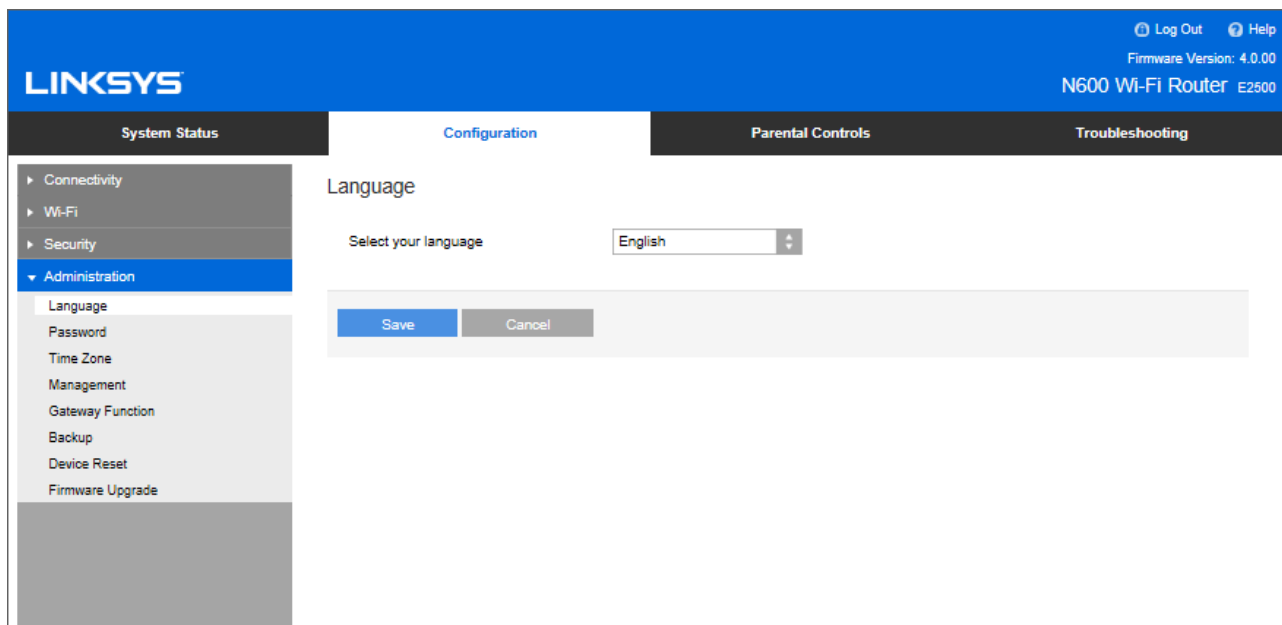 Log Out Help
Firmware Version: 4.0.00
LINKSYS
N600 Wi-Fi Router E2500
System Status Configuration Parental Controls Troubleshooting
Connectivity
Wi-Fi
Security
Administration
Language
Password
Time Zone
Management
Gateway Function
Backup
Device Reset
Firmware Upgrade
Language
Select your language English
Save Cancel